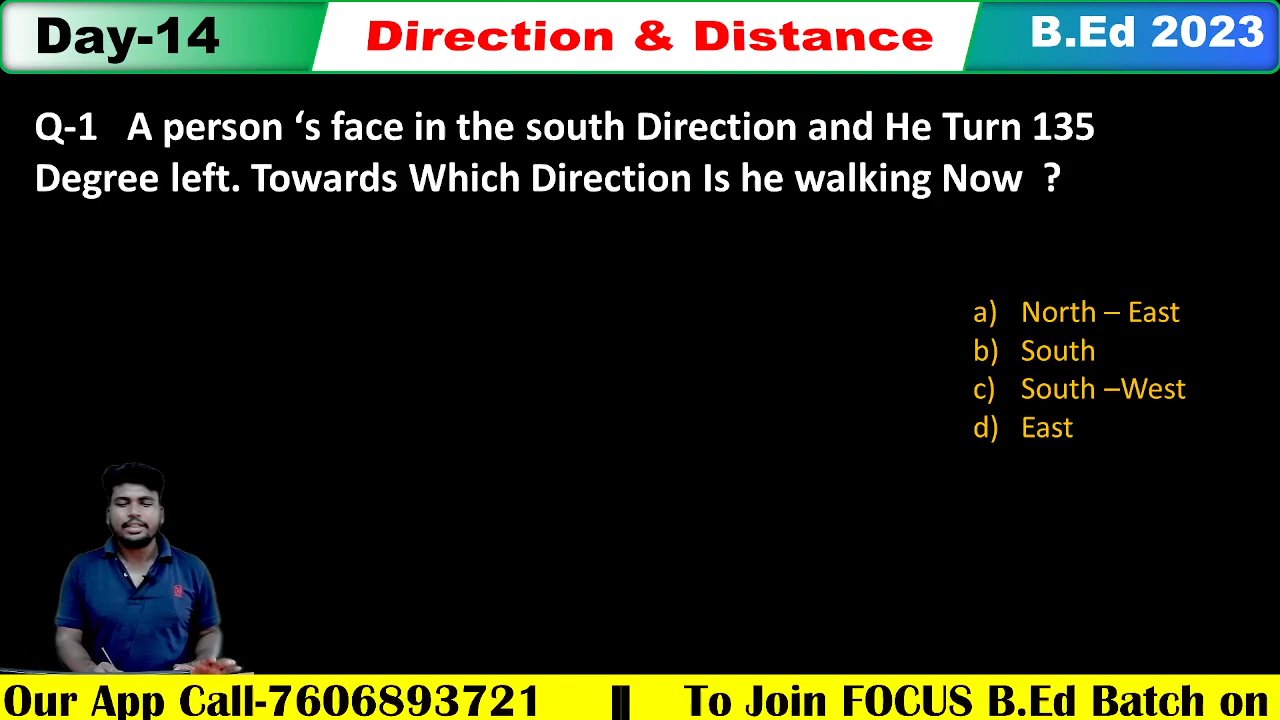 Day-14
Direction & Distance
B.Ed 2023
Q-1 A person ‘s face in the south Direction and He Turn 135
Degree left. Towards Which Direction Is he walking Now ?
a) North – East
b) South
c) South –West
d) East
Our App Call-7606893721 || To Join FOCUS B.Ed Batch on